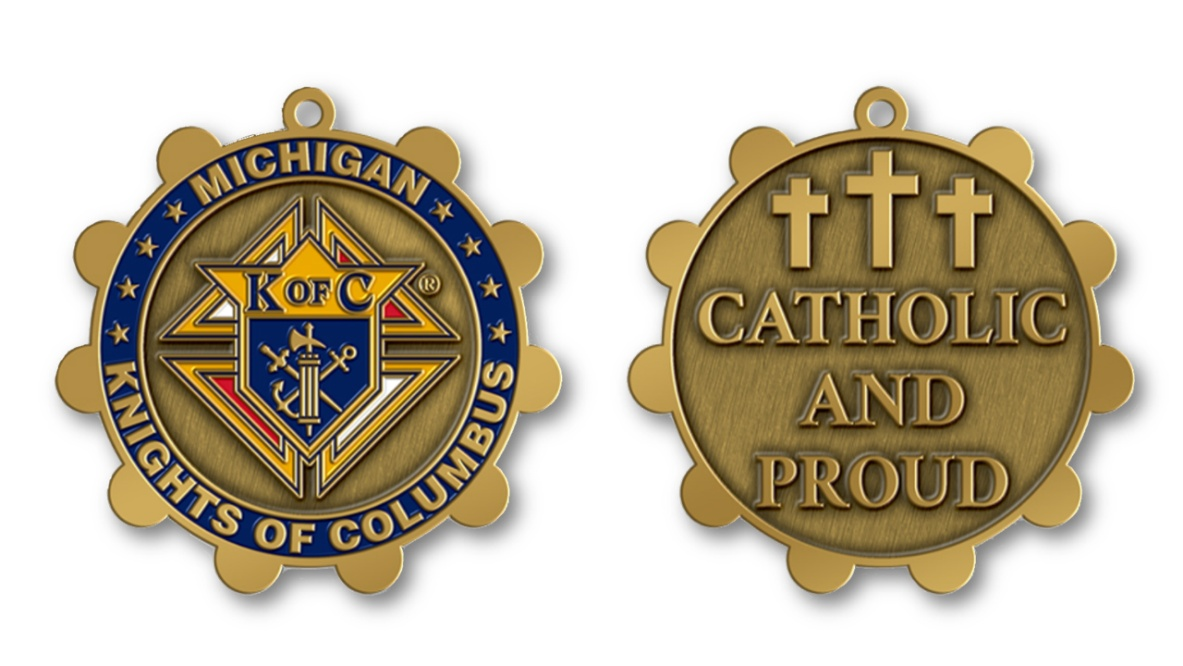 MICHIGAN
K OF C ®
KNIGHTS OF COLUMBUS
CATHOLIC
AND
PROUD